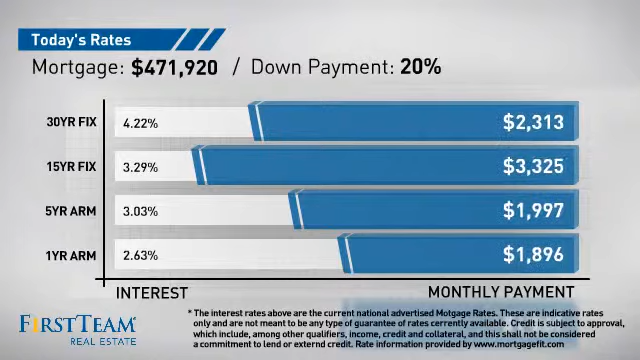 Today's Rates
Mortgage: $471,920 / Down Payment: 20%
30YR FIX 4.22% $2,313
15YR FIX 3.29% $3,325
5YR ARM 3.03% $1,997
1YR ARM 2.63% $1,896
INTEREST MONTHLY PAYMENT
* The interest rates above are the current national advertised Motgage Rates. These are indicative rates
only and are not meant to be any type of guarantee of rates cerrently available. Credit is subject to approval,
which include, among other qualifiers, income, credit and collateral, and this shall not be considered
a commitment to lend or externd credit. Rate information provided by www.mortgagefit.com
FIRSTTEAM®
REAL ESTATE